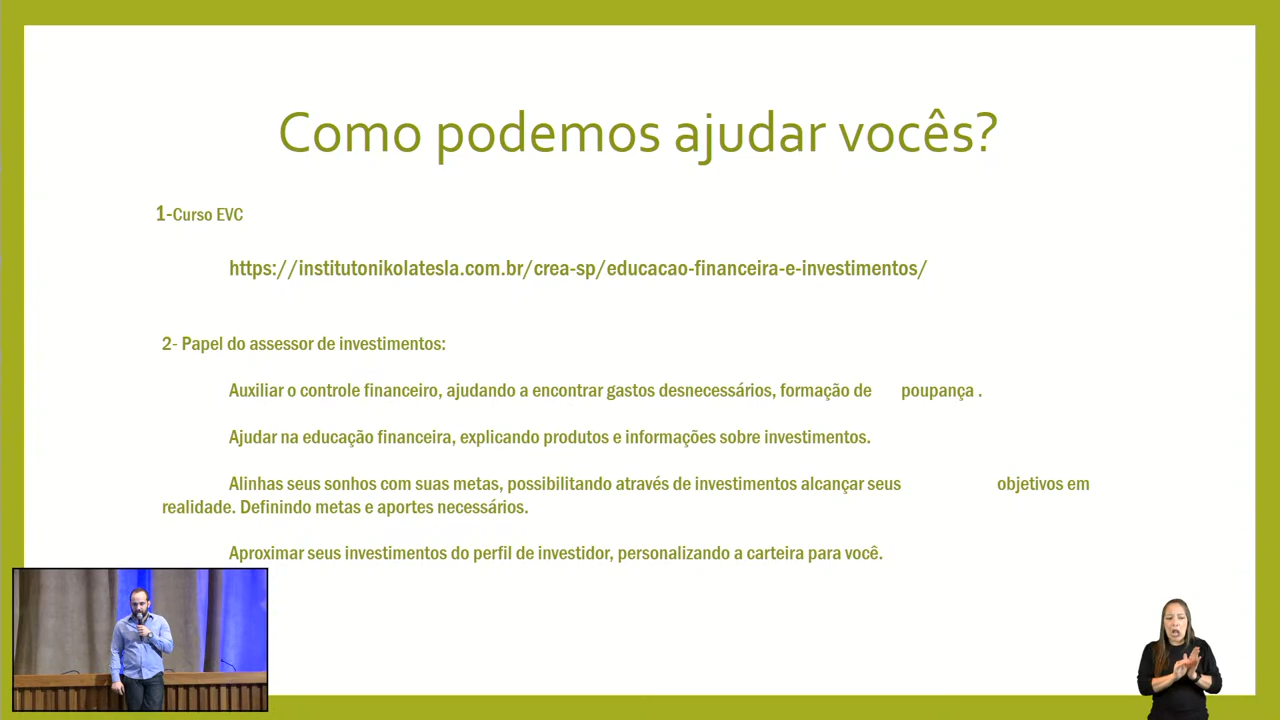 Como podemos ajudar vocês?
1-Curso EVC
https://institutonikolatesla.com.br/crea-sp/educacao-financeira-e-investimentos/
2- Papel do assessor de investimentos:
Auxiliar o controle financeiro, ajudando a encontrar gastos desnecessários, formação de poupança .
Ajudar na educação financeira, explicando produtos e informações sobre investimentos.
Alinhas seus sonhos com suas metas, possibilitando através de investimentos alcançar seus objetivos em
realidade. Definindo metas e aportes necessários.
Aproximar seus investimentos do perfil de investidor, personalizando a carteira para você.